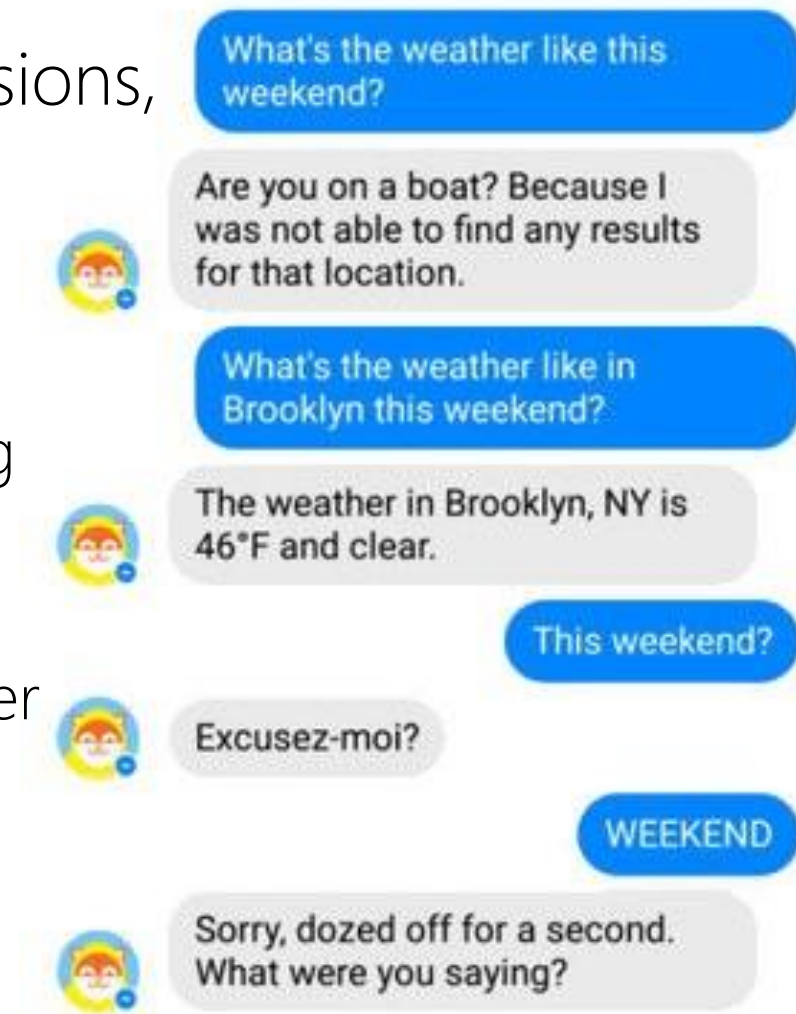 sions,
What's the weather like this
weekend?
Are you on a boat? Because I
was not able to find any results
for that location.
What's the weather like in
Brooklyn this weekend?
g
The weather in Brooklyn, NY is
46°F and clear.
This weekend?
er
Excusez-moi?
WEEKEND
Sorry, dozed off for a second.
What were you saying?